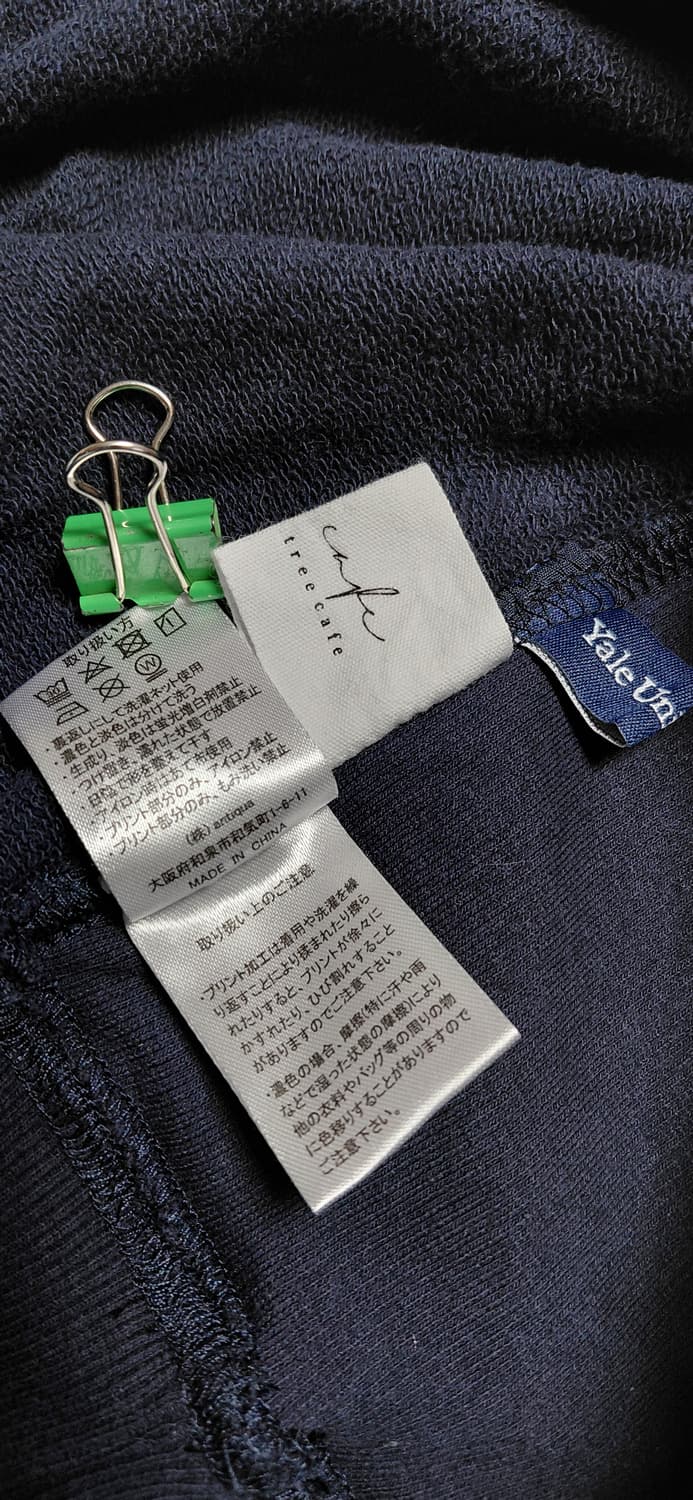 取り扱い方
・裏返しにして洗濯ネット使用
・濃色と淡色は分けて洗う
・生成り、淡色は蛍光増白剤禁止
・つけ置き、濡れた状態で放置禁止
・日陰で形を整えて干す
・アイロン時はあて布使用
・プリント部分のみ、アイロン禁止
・プリント部分のみ、もみ洗い禁止
(株) antiqua
大阪府和泉市和気町1-6-11
MADE IN CHINA
取り扱い上のご注意
・プリント加工は着用や洗濯を繰
り返すことにより揉まれたり擦ら
れたりすると、プリントが徐々に
かすれたり、ひび割れすること
がありますのでご注意下さい。
・濃色の場合、摩擦(特に汗や雨
などで湿った状態の摩擦)により
他の衣料やバッグ等の周りの物
に色移りすることがありますので
ご注意下さい。
cafe
tree cafe
Yale Uni